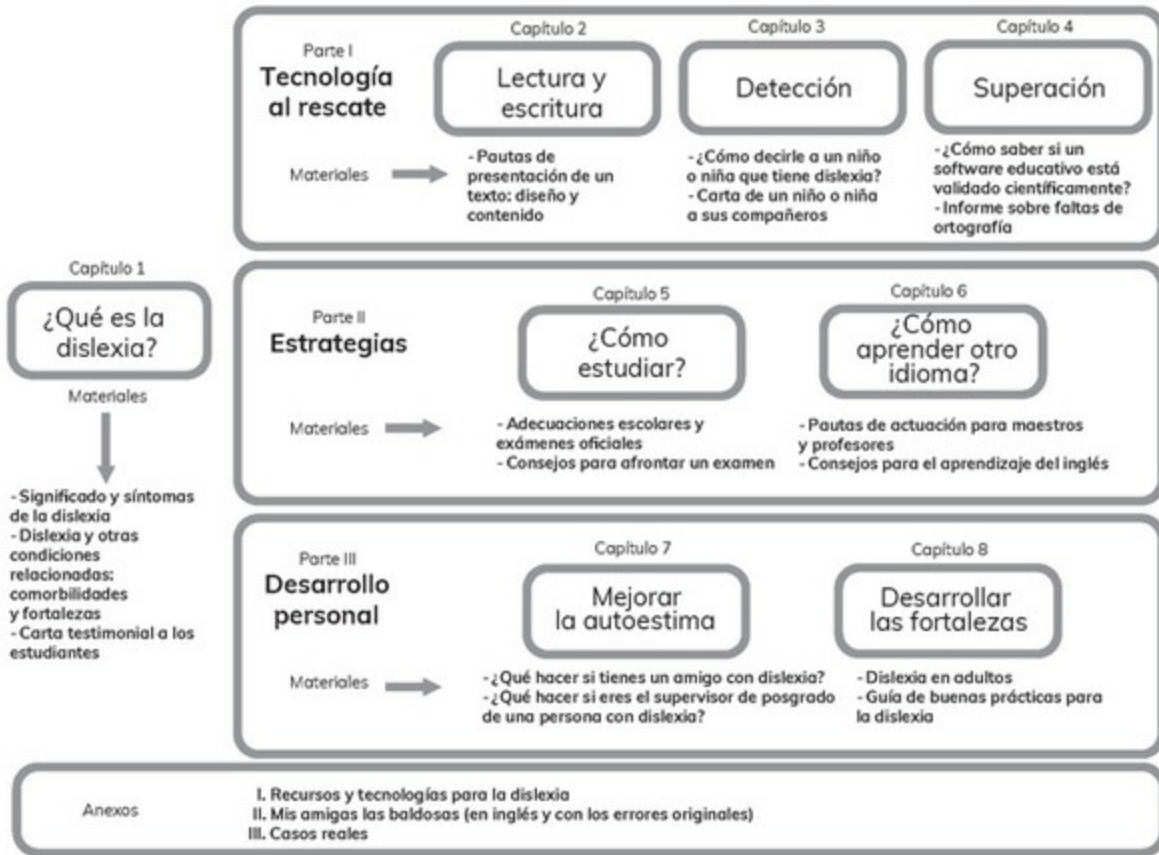 Capítulo 1
¿Qué es la
dislexia?
Materiales
- Significado y síntomas
de la dislexia
- Dislexia y otras
condiciones
relacionadas:
comorbilidades
y fortalezas
- Carta testimonial a los
estudiantes
Parte I
Tecnología
al rescate
Materiales
Capítulo 2
Lectura y
escritura
- Pautas de
presentación de un
texto: diseño y
contenido
Capítulo 3
Detección
- ¿Cómo decirle a un niño
o niña que tiene dislexia?
- Carta de un niño o niña
a sus compañeros
Capítulo 4
Superación
- ¿Cómo saber si un
software educativo está
validado científicamente?
- Informe sobre faltas de
ortografía
Parte II
Estrategias
Materiales
Capítulo 5
¿Cómo
estudiar?
- Adecuaciones escolares y
exámenes oficiales
- Consejos para afrontar un examen
Capítulo 6
¿Cómo
aprender otro
idioma?
- Pautas de actuación para maestros
y profesores
- Consejos para el aprendizaje del inglés
Parte III
Desarrollo
personal
Materiales
Capítulo 7
Mejorar
la autoestima
- ¿Qué hacer si tienes un amigo con dislexia?
- ¿Qué hacer si eres el supervisor de posgrado
de una persona con dislexia?
Capítulo 8
Desarrollar
las fortalezas
- Dislexia en adultos
- Guía de buenas prácticas para
la dislexia
Anexos
I. Recursos y tecnologías para la dislexia
II. Mis amigas las baldosas (en inglés y con los errores originales)
III. Casos reales